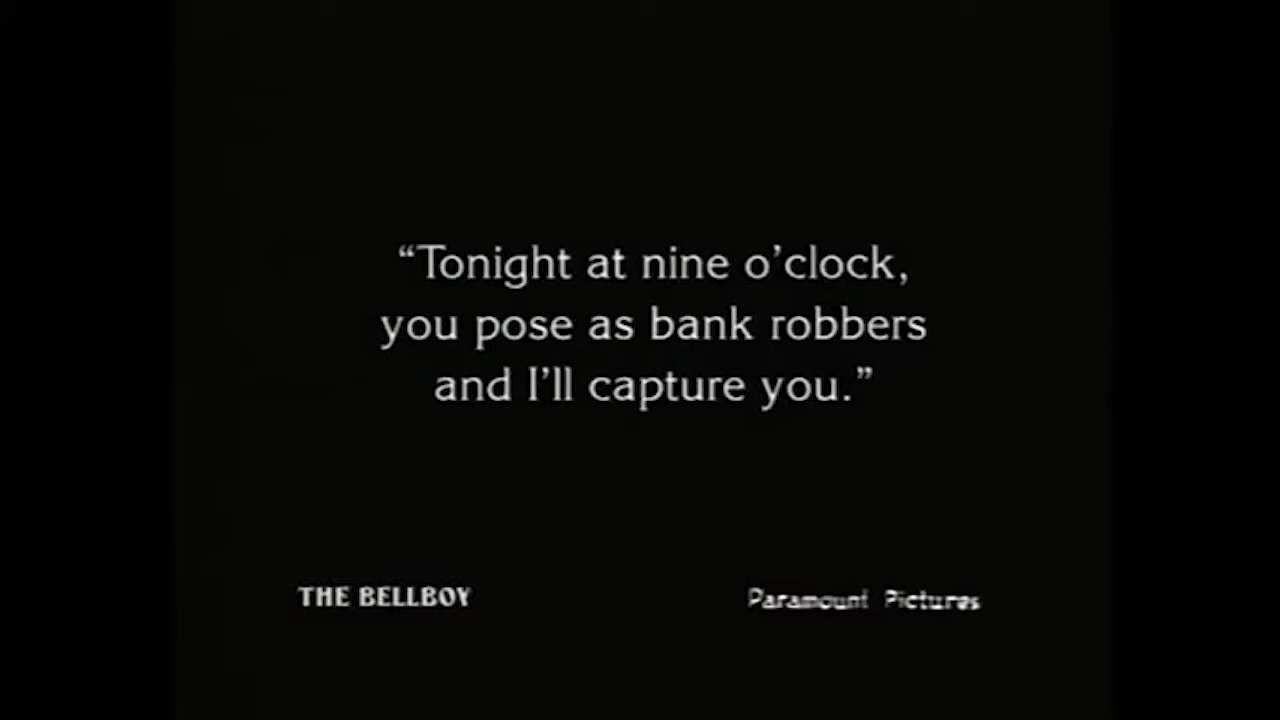 “Tonight at nine o’clock,
you pose as bank robbers
and I’ll capture you.”
THE BELLBOY Paramount Pictures